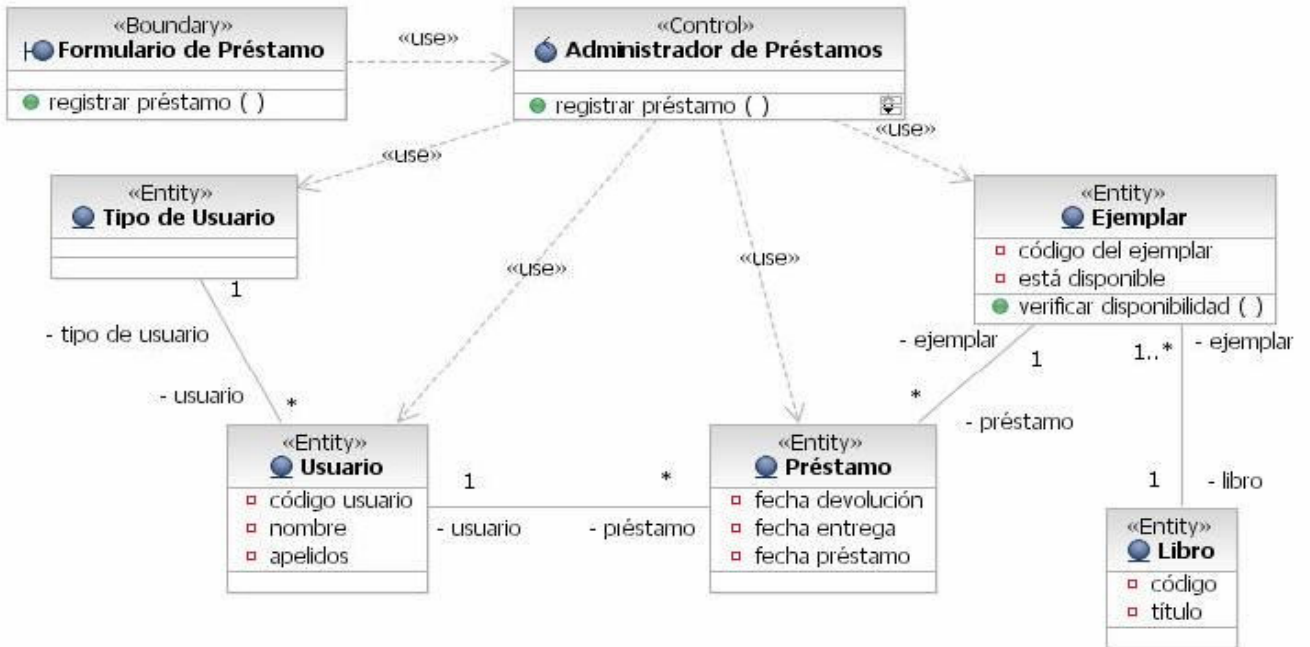 «Boundary»
Formulario de Préstamo
registrar préstamo ( )
«use»
«Control»
Administrador de Préstamos
registrar préstamo ( )
«use»
«use»
«use»
«use»
«Entity»
Tipo de Usuario
1
- tipo de usuario
- usuario
*
«Entity»
Ejemplar
código del ejemplar
está disponible
verificar disponibilidad ( )
- ejemplar
1
*
- préstamo
1..*
- ejemplar
1
- libro
«Entity»
Usuario
código usuario
nombre
apelidos
1
- usuario
*
- préstamo
«Entity»
Préstamo
fecha devolución
fecha entrega
fecha préstamo
«Entity»
Libro
código
título